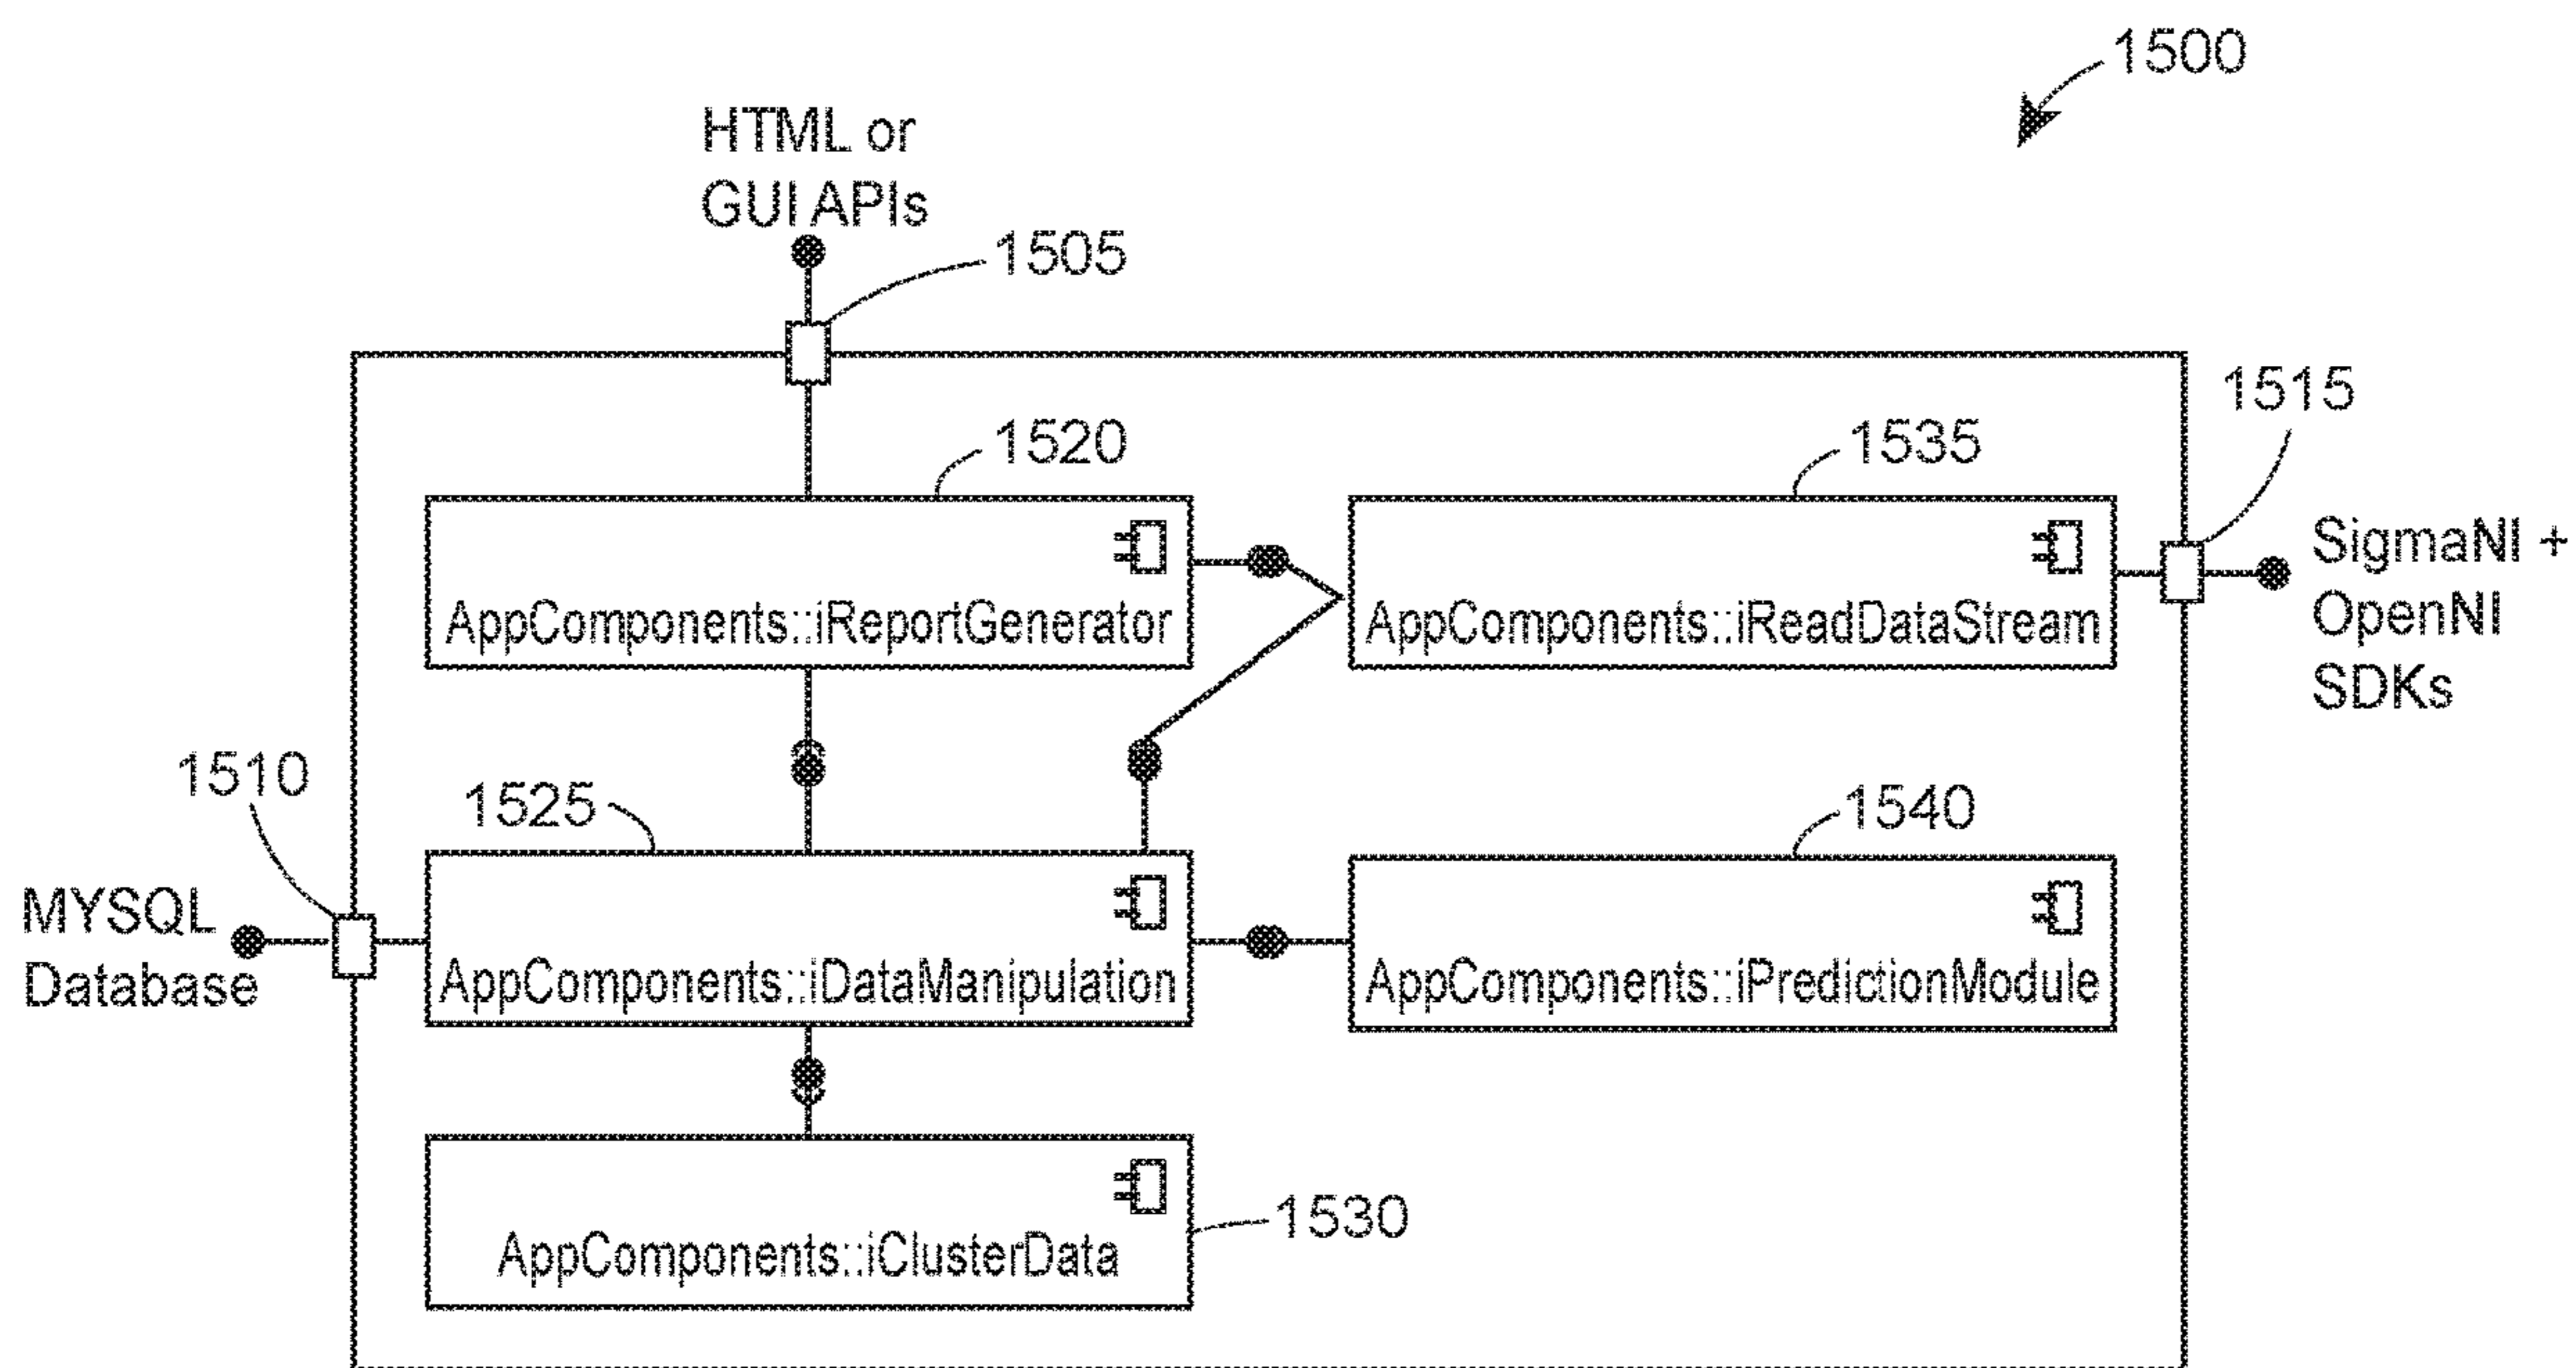 1500
HTML or
GUI APIs
1505
1515
1520
1535
SigmaNI +
OpenNI
SDKs
AppComponents::iReportGenerator
AppComponents::iReadDataStream
1510
1525
1540
MYSQL
Database
AppComponents::iDataManipulation
AppComponents::iPredictionModule
1530
AppComponents::iClusterData